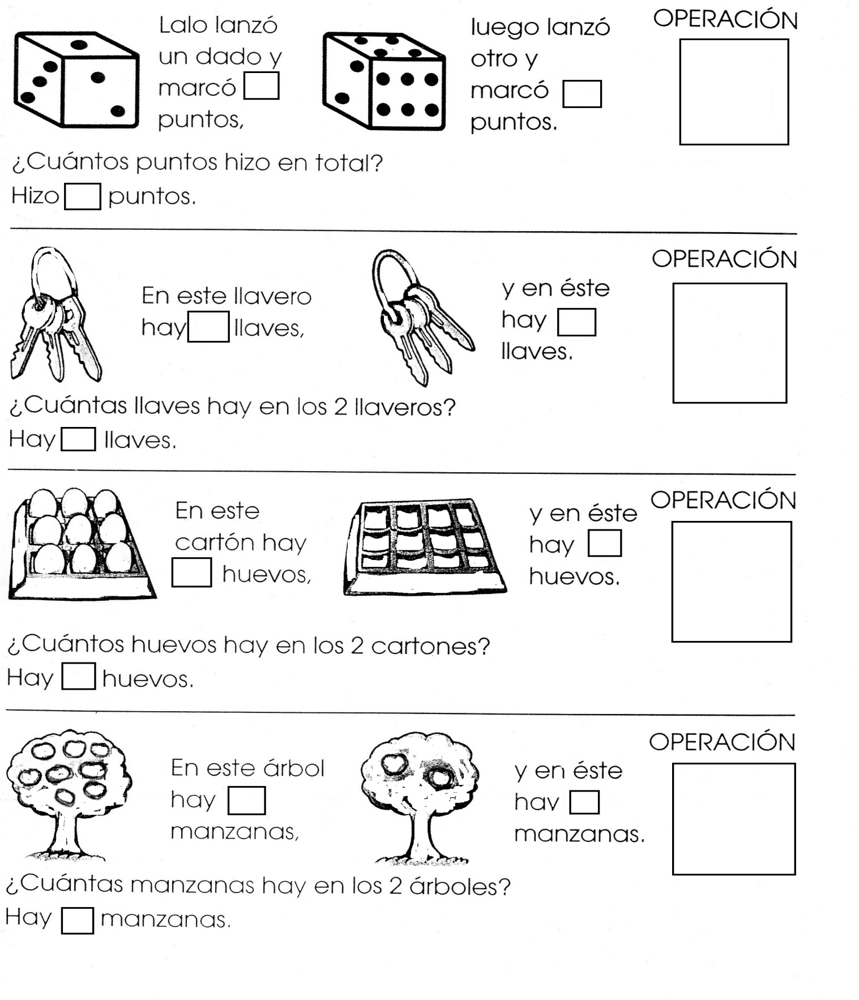 Lalo lanzó
un dado y
marcó
puntos,
luego lanzó
otro y
marcó
puntos.
OPERACIÓN
¿Cuántos puntos hizo en total?
Hizo puntos.
En este llavero
hay llaves,
y en éste
hay
llaves.
OPERACIÓN
¿Cuántas llaves hay en los 2 llaveros?
Hay llaves.
En este
cartón hay
huevos,
y en éste
hay
huevos.
OPERACIÓN
¿Cuántos huevos hay en los 2 cartones?
Hay huevos.
En este árbol
hay
manzanas,
y en éste
hay
manzanas.
OPERACIÓN
¿Cuántas manzanas hay en los 2 árboles?
Hay manzanas.